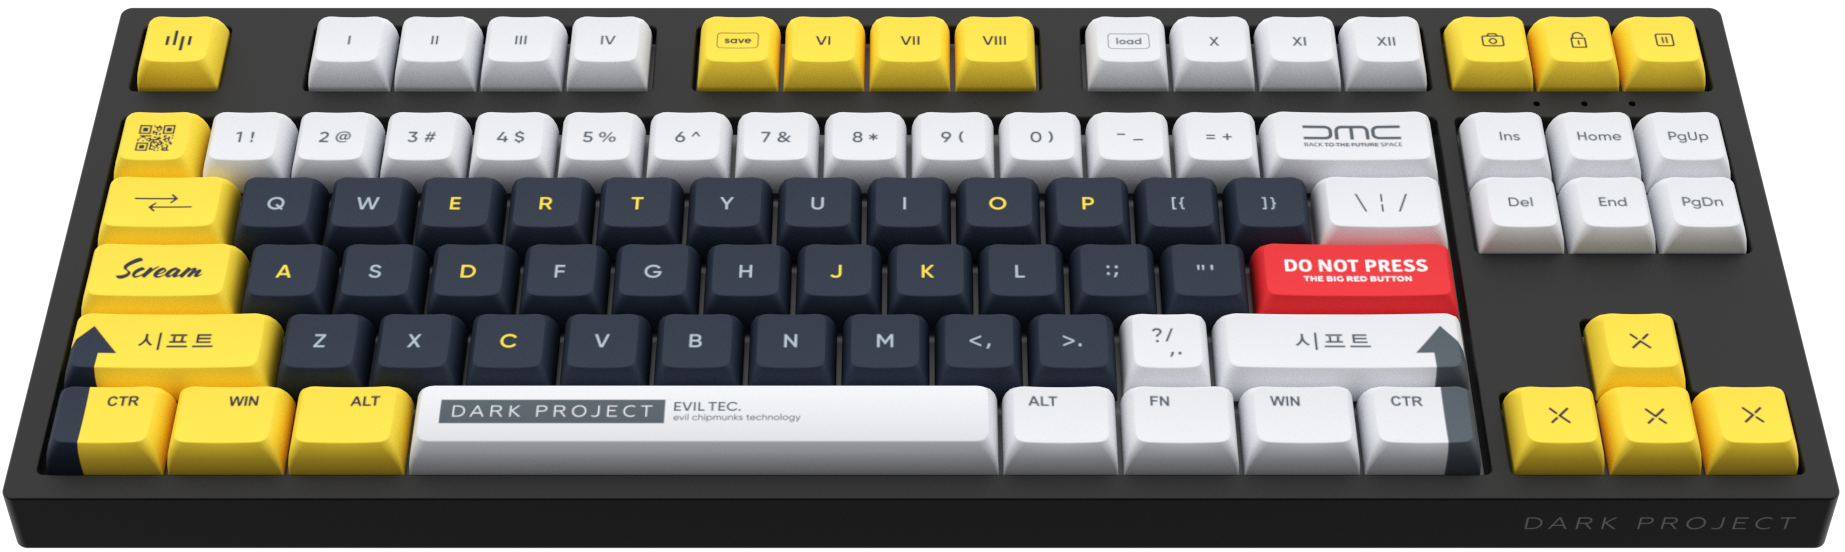 I II III IV save VI VII VIII load X XI XII
1 ! 2 @ 3 # 4 $ 5 % 6 ^ 7 & 8 * 9 ( 0 ) - _ = + DMC Ins Home PgUp
BACK TO THE FUTURE SPACE
Q W E R T Y U I O P [{ ]} \ ¦ / Del End PgDn
Scream A S D F G H J K L :; "' DO NOT PRESS
THE BIG RED BUTTON
시프트 Z X C V B N M <, >. ?/ ,. 시프트
CTR WIN ALT DARK PROJECT EVIL TEC. ALT FN WIN CTR
evil chipmunks technology
DARK PROJECT